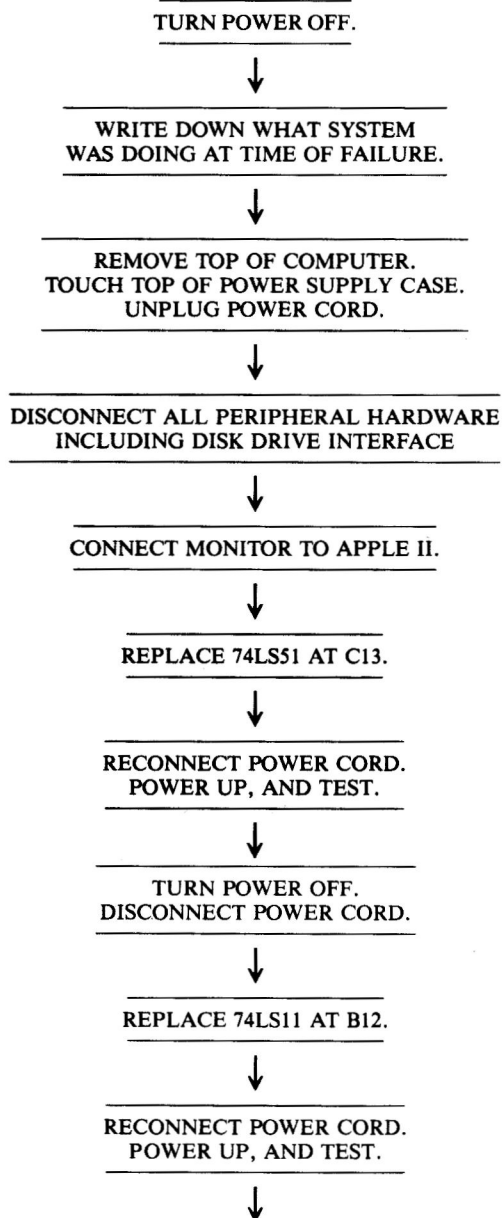 TURN POWER OFF.
WRITE DOWN WHAT SYSTEM
WAS DOING AT TIME OF FAILURE.
REMOVE TOP OF COMPUTER.
TOUCH TOP OF POWER SUPPLY CASE.
UNPLUG POWER CORD.
DISCONNECT ALL PERIPHERAL HARDWARE
INCLUDING DISK DRIVE INTERFACE
CONNECT MONITOR TO APPLE II.
REPLACE 74LS51 AT C13.
RECONNECT POWER CORD.
POWER UP, AND TEST.
TURN POWER OFF.
DISCONNECT POWER CORD.
REPLACE 74LS11 AT B12.
RECONNECT POWER CORD.
POWER UP, AND TEST.